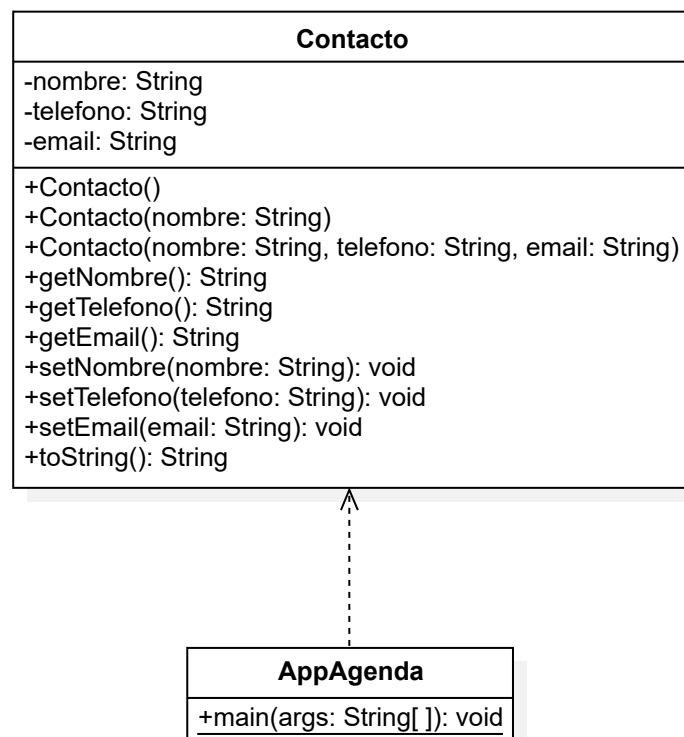 Contacto
-nombre: String
-telefono: String
-email: String
+Contacto()
+Contacto(nombre: String)
+Contacto(nombre: String, telefono: String, email: String)
+getNombre(): String
+getTelefono(): String
+getEmail(): String
+setNombre(nombre: String): void
+setTelefono(telefono: String): void
+setEmail(email: String): void
+toString(): String
AppAgenda
+main(args: String[ ]): void